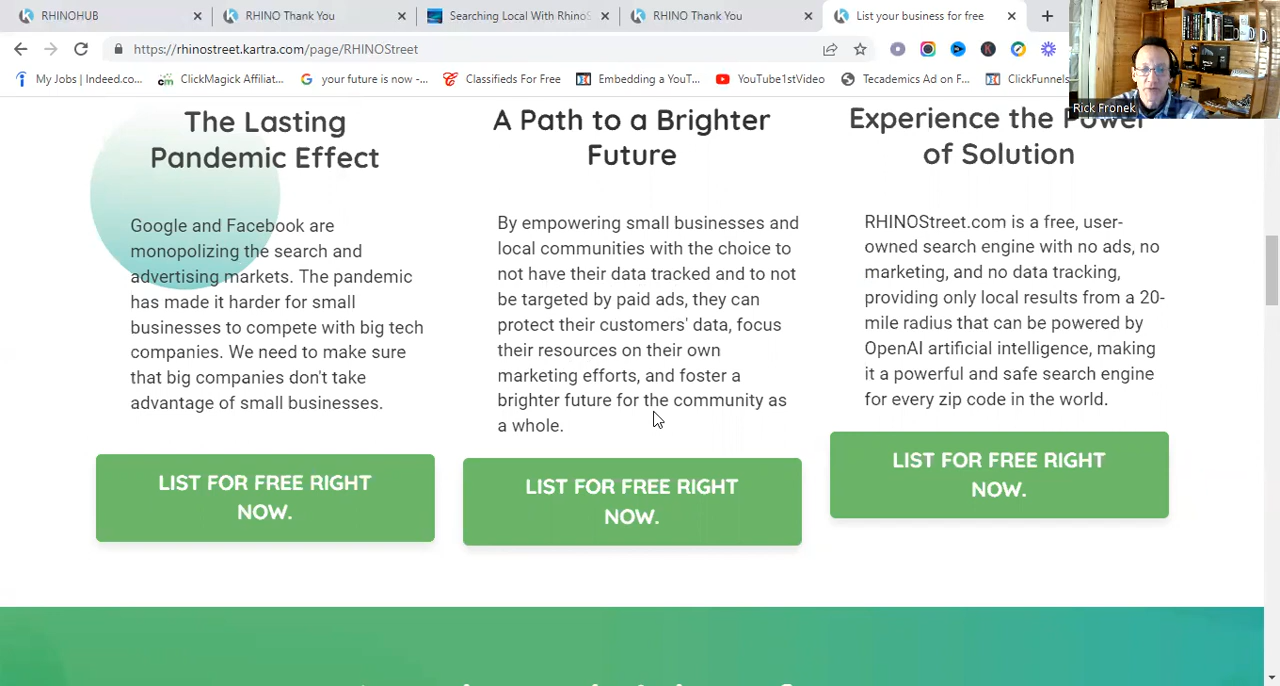 RHINOHUB
RHINO Thank You
Searching Local With RhinoS
RHINO Thank You
List your business for free
https://rhinostreet.kartra.com/page/RHINOStreet
My Jobs | Indeed.co...
ClickMagick Affiliat...
your future is now -...
Classifieds For Free
Embedding a YouT...
YouTube1stVideo
Tecademics Ad on F...
ClickFunnels
Rick Fronek
The Lasting
Pandemic Effect
Google and Facebook are
monopolizing the search and
advertising markets. The pandemic
has made it harder for small
businesses to compete with big tech
companies. We need to make sure
that big companies don't take
advantage of small businesses.
LIST FOR FREE RIGHT
NOW.
A Path to a Brighter
Future
By empowering small businesses and
local communities with the choice to
not have their data tracked and to not
be targeted by paid ads, they can
protect their customers' data, focus
their resources on their own
marketing efforts, and foster a
brighter future for the community as
a whole.
LIST FOR FREE RIGHT
NOW.
Experience the Power
of Solution
RHINOStreet.com is a free, user-
owned search engine with no ads, no
marketing, and no data tracking,
providing only local results from a 20-
mile radius that can be powered by
OpenAI artificial intelligence, making
it a powerful and safe search engine
for every zip code in the world.
LIST FOR FREE RIGHT
NOW.